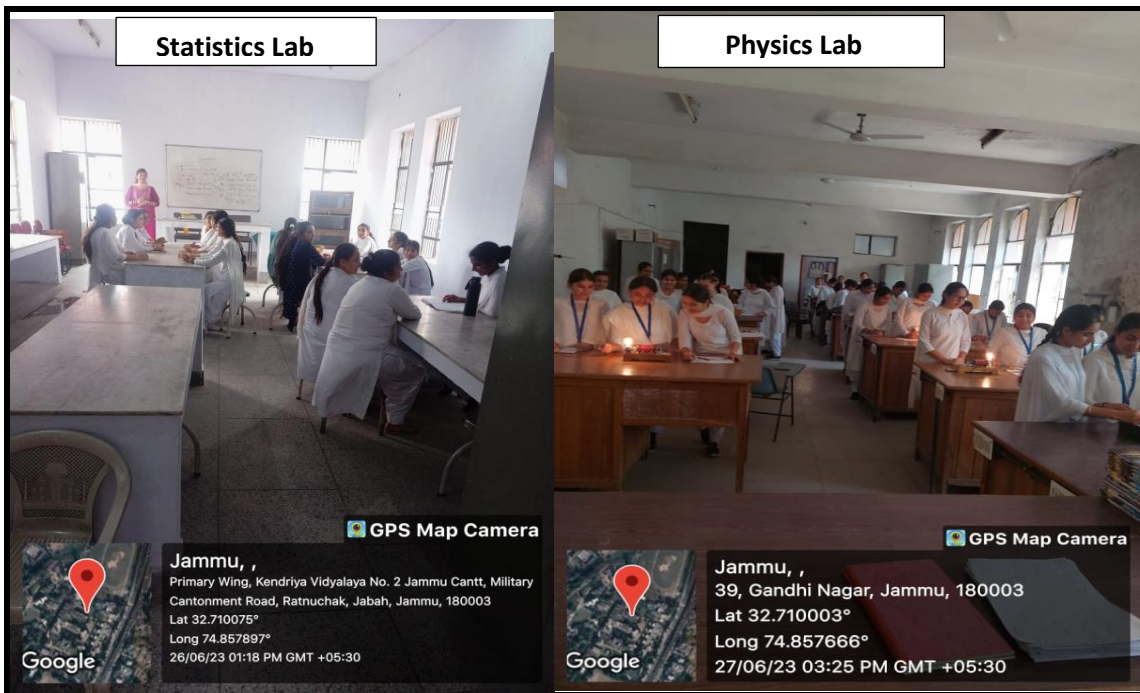 Statistics Lab
GPS Map Camera
Jammu, ,
Primary Wing, Kendriya Vidyalaya No. 2 Jammu Cantt, Military
Cantonment Road, Ratnuchak, Jabah, Jammu, 180003
Lat 32.710075°
Long 74.857897°
26/06/23 01:18 PM GMT +05:30
Google
Physics Lab
GPS Map Camera
Jammu, ,
39, Gandhi Nagar, Jammu, 180003
Lat 32.710003°
Long 74.857666°
27/06/23 03:25 PM GMT +05:30
Google